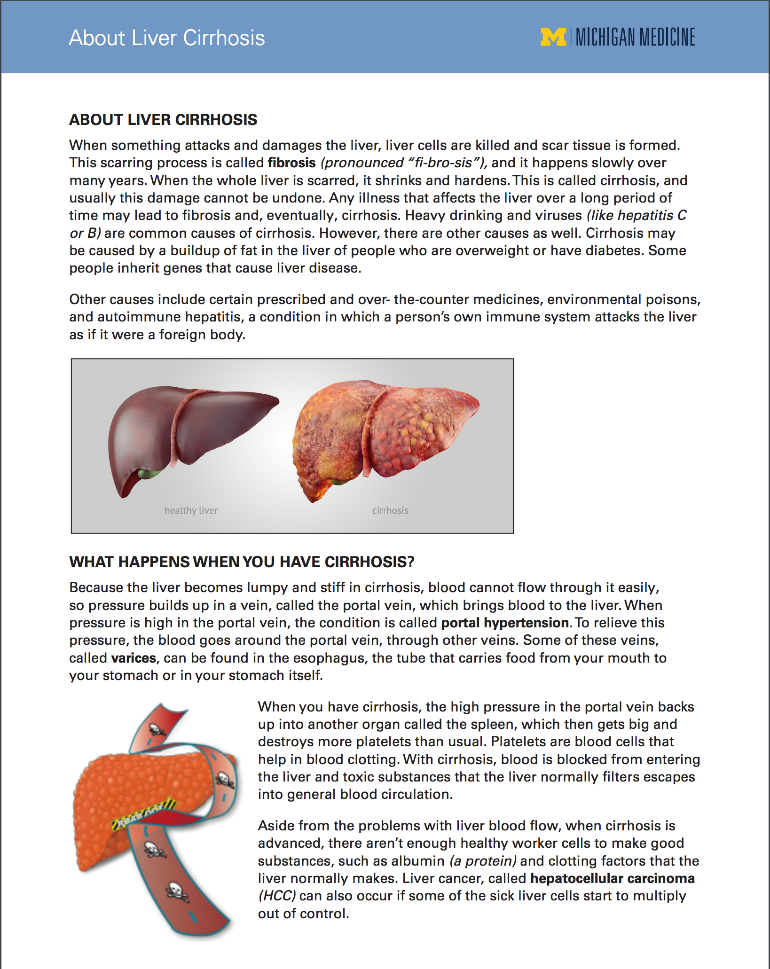 About Liver Cirrhosis
M | MICHIGAN MEDICINE
ABOUT LIVER CIRRHOSIS
When something attacks and damages the liver, liver cells are killed and scar tissue is formed.
This scarring process is called fibrosis (pronounced “fi-bro-sis”), and it happens slowly over
many years. When the whole liver is scarred, it shrinks and hardens. This is called cirrhosis, and
usually this damage cannot be undone. Any illness that affects the liver over a long period of
time may lead to fibrosis and, eventually, cirrhosis. Heavy drinking and viruses (like hepatitis C
or B) are common causes of cirrhosis. However, there are other causes as well. Cirrhosis may
be caused by a buildup of fat in the liver of people who are overweight or have diabetes. Some
people inherit genes that cause liver disease.
Other causes include certain prescribed and over- the-counter medicines, environmental poisons,
and autoimmune hepatitis, a condition in which a person’s own immune system attacks the liver
as if it were a foreign body.
healthy liver
cirrhosis
WHAT HAPPENS WHEN YOU HAVE CIRRHOSIS?
Because the liver becomes lumpy and stiff in cirrhosis, blood cannot flow through it easily,
so pressure builds up in a vein, called the portal vein, which brings blood to the liver. When
pressure is high in the portal vein, the condition is called portal hypertension. To relieve this
pressure, the blood goes around the portal vein, through other veins. Some of these veins,
called varices, can be found in the esophagus, the tube that carries food from your mouth to
your stomach or in your stomach itself.
When you have cirrhosis, the high pressure in the portal vein backs
up into another organ called the spleen, which then gets big and
destroys more platelets than usual. Platelets are blood cells that
help in blood clotting. With cirrhosis, blood is blocked from entering
the liver and toxic substances that the liver normally filters escapes
into general blood circulation.
Aside from the problems with liver blood flow, when cirrhosis is
advanced, there aren’t enough healthy worker cells to make good
substances, such as albumin (a protein) and clotting factors that the
liver normally makes. Liver cancer, called hepatocellular carcinoma
(HCC) can also occur if some of the sick liver cells start to multiply
out of control.